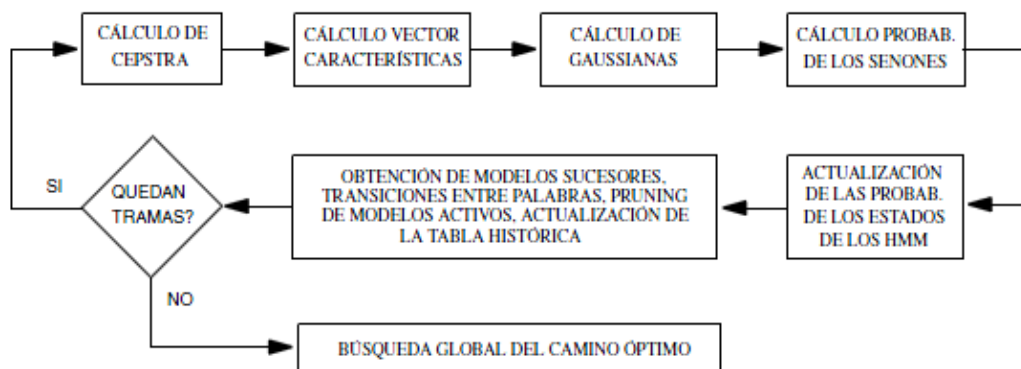 CÁLCULO DE
CEPSTRA
CÁLCULO VECTOR
CARACTERÍSTICAS
CÁLCULO DE
GAUSSIANAS
CÁLCULO PROBAB.
DE LOS SENONES
SI
QUEDAN
TRAMAS?
OBTENCIÓN DE MODELOS SUCESORES,
TRANSICIONES ENTRE PALABRAS, PRUNING
DE MODELOS ACTIVOS, ACTUALIZACIÓN DE
LA TABLA HISTÓRICA
ACTUALIZACIÓN
DE LAS PROBAB.
DE LOS ESTADOS
DE LOS HMM
NO
BÚSQUEDA GLOBAL DEL CAMINO ÓPTIMO